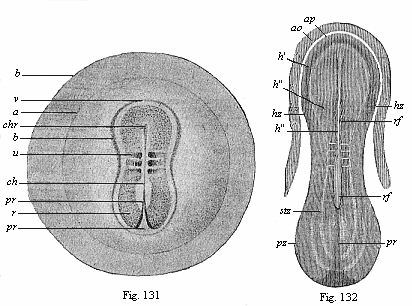 b
v
a
chr
b
u
ch
pr
r
pr
Fig. 131
ap
ao
h'
h''
hz
hz
h'''
rf
rf
stz
pz
pr
Fig. 132